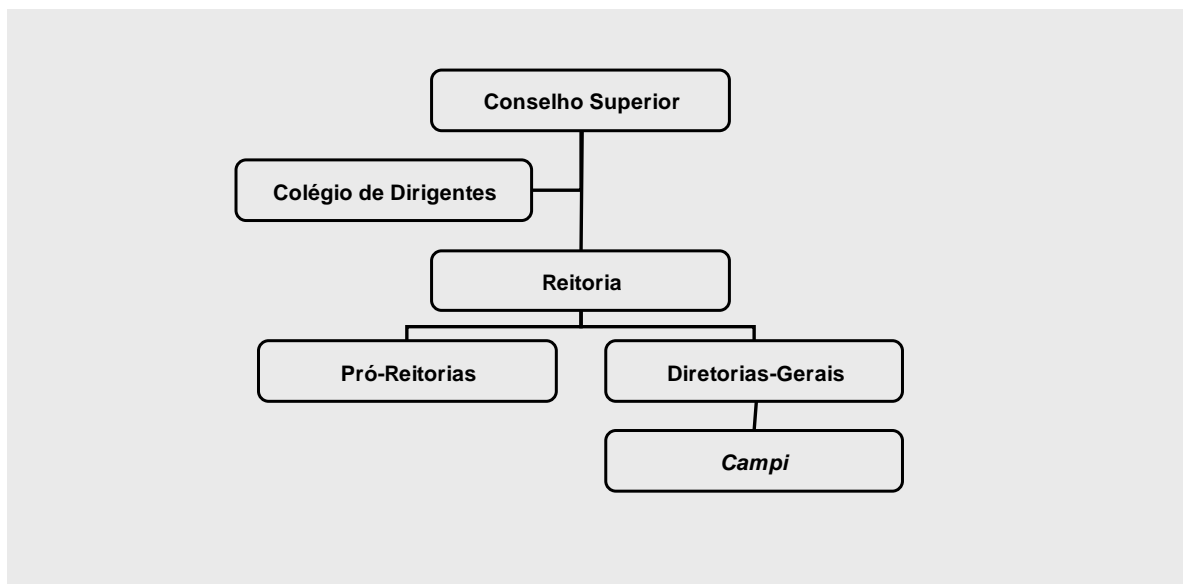 Conselho Superior
Colégio de Dirigentes
Reitoria
Pró-Reitorias
Diretorias-Gerais
Campi